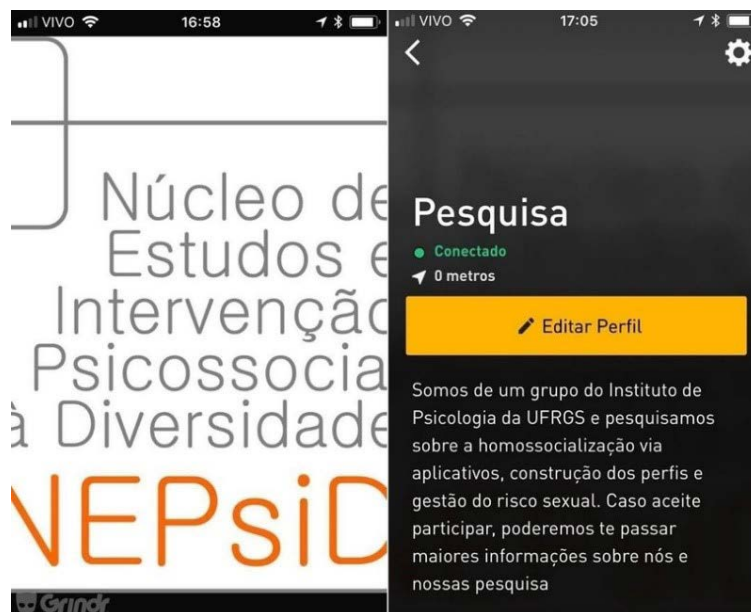 VIVO 16:58
Núcleo de
Estudos e
Intervenção
Psicossocia
à Diversidade
NEPsiD
Grindr
VIVO 17:05
Pesquisa
Conectado
0 metros
Editar Perfil
Somos de um grupo do Instituto de
Psicologia da UFRGS e pesquisamos
sobre a homossocialização via
aplicativos, construção dos perfis e
gestão do risco sexual. Caso aceite
participar, poderemos te passar
maiores informações sobre nós e
nossas pesquisa